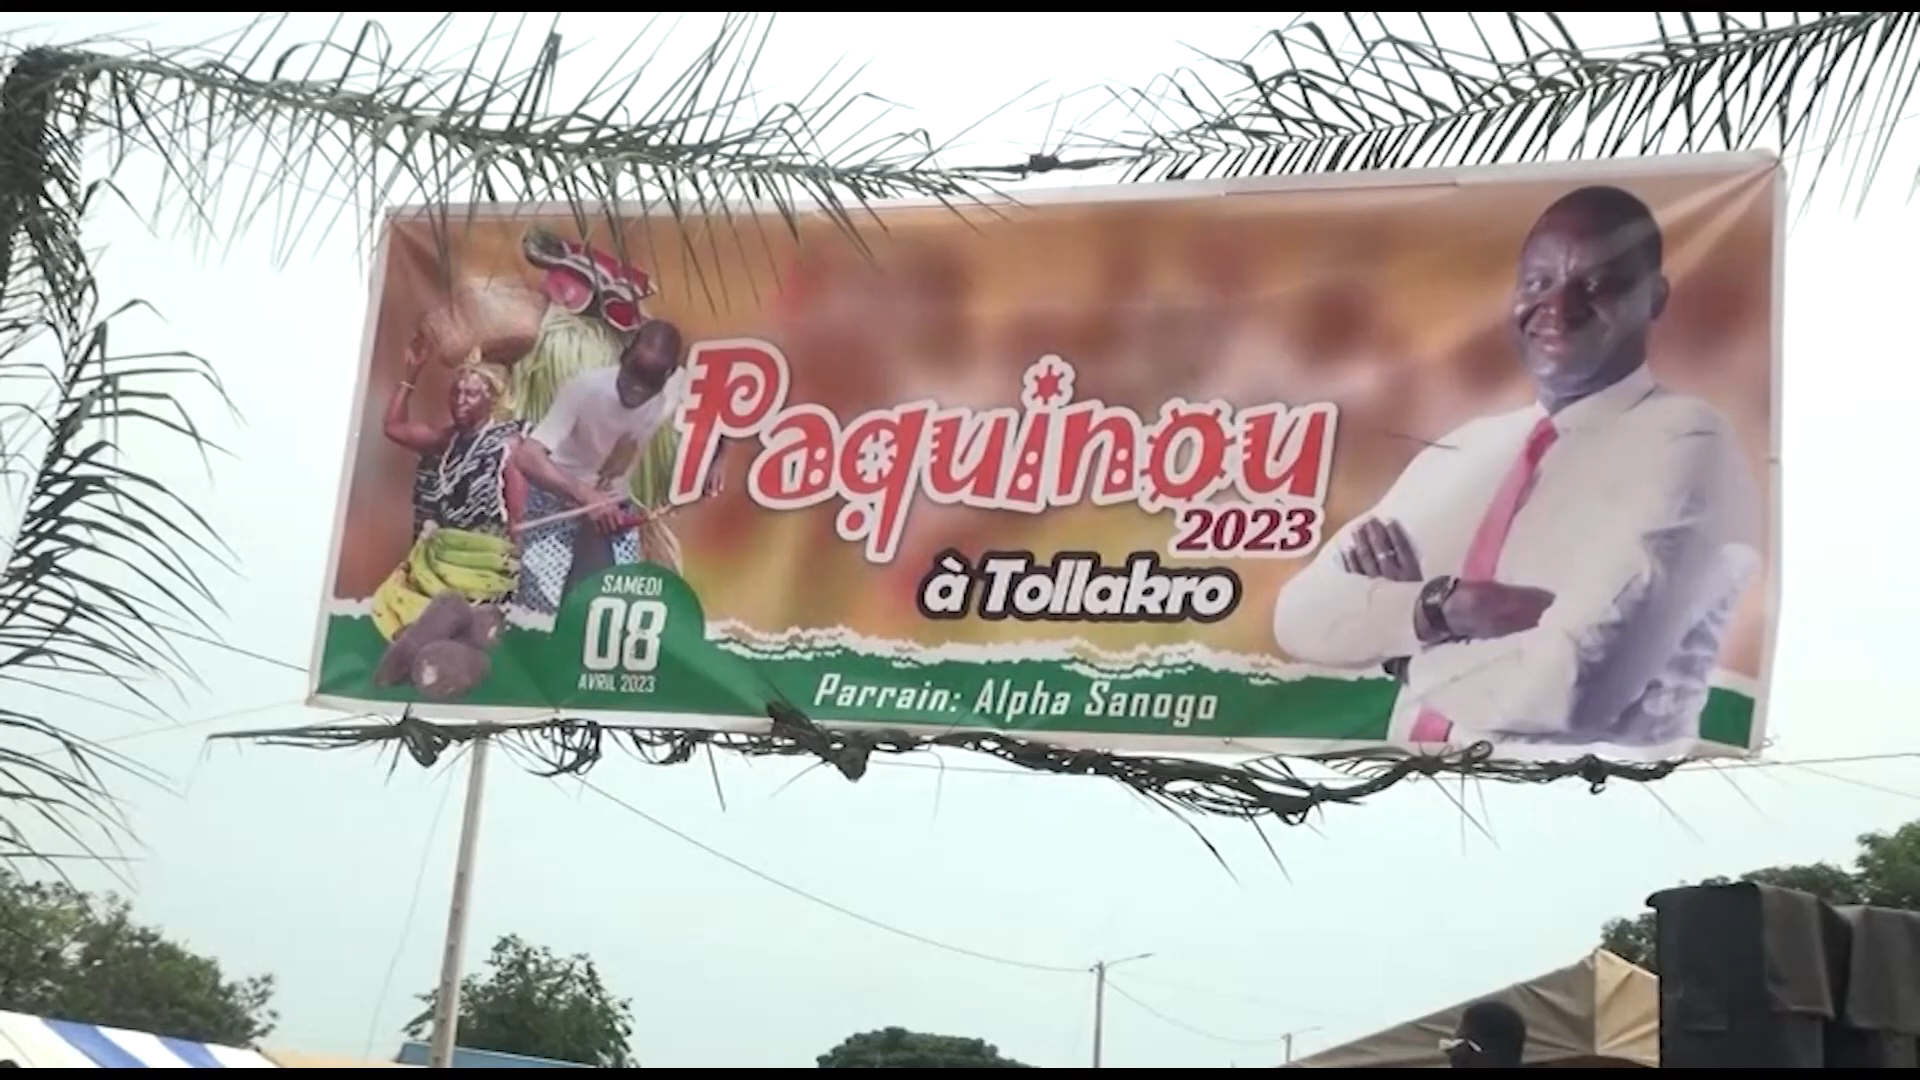 Paquinou
2023
à Tollakro
SAMEDI
08
AVRIL 2023
Parrain: Alpha Sanogo